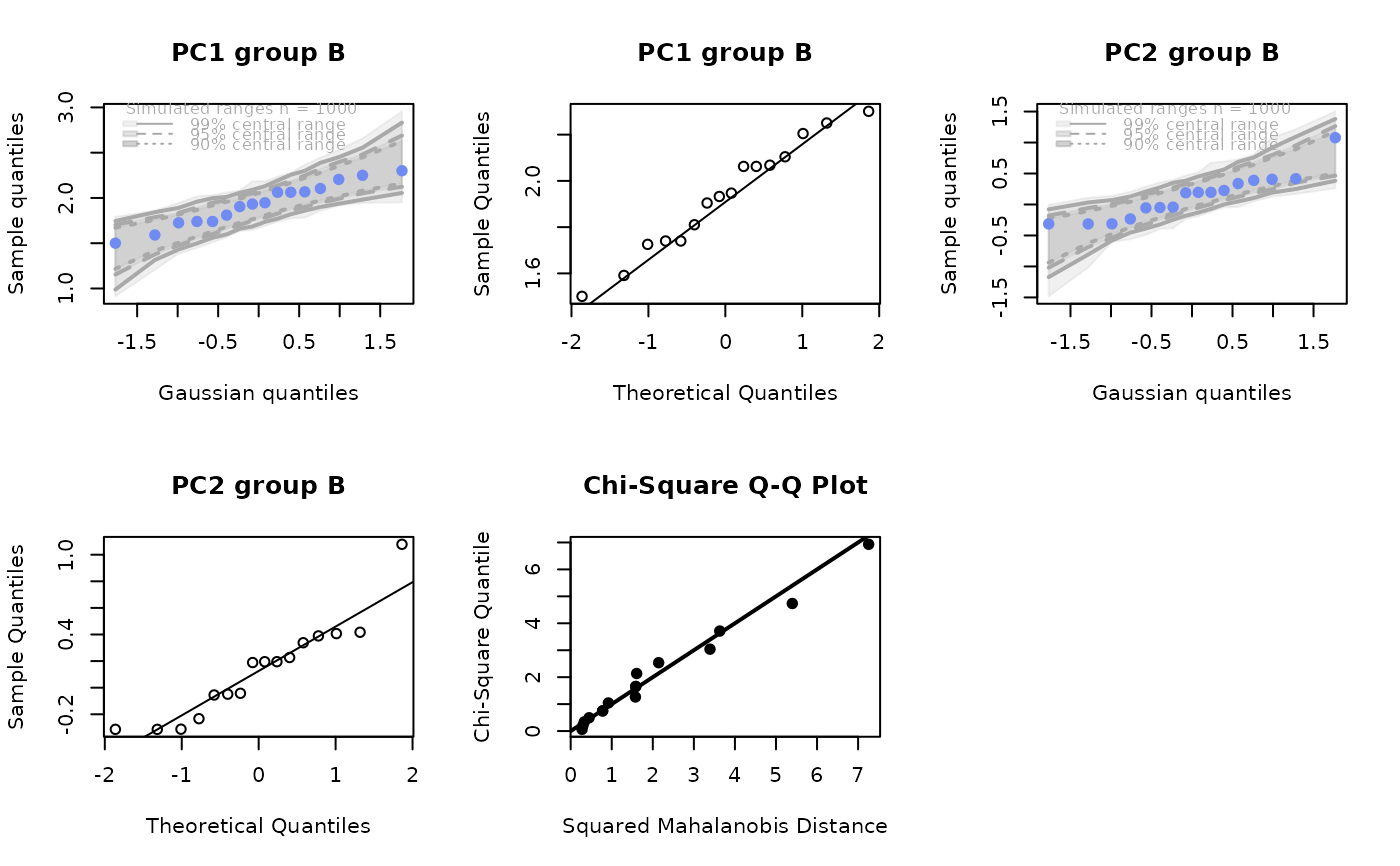 PC1 group B
Sample quantiles
3.0
2.0
1.0
Simulated ranges n = 1000
99% central range
95% central range
90% central range
-1.5 -0.5 0.5 1.5
Gaussian quantiles
PC1 group B
Sample Quantiles
2.0
1.6
-2 -1 0 1 2
Theoretical Quantiles
PC2 group B
Sample quantiles
1.5
0.5
-0.5
-1.5
Simulated ranges n = 1000
99% central range
95% central range
90% central range
-1.5 -0.5 0.5 1.5
Gaussian quantiles
PC2 group B
Sample Quantiles
1.0
0.4
-0.2
-2 -1 0 1 2
Theoretical Quantiles
Chi-Square Q-Q Plot
Chi-Square Quantile
6
4
2
0
0 1 2 3 4 5 6 7
Squared Mahalanobis Distance